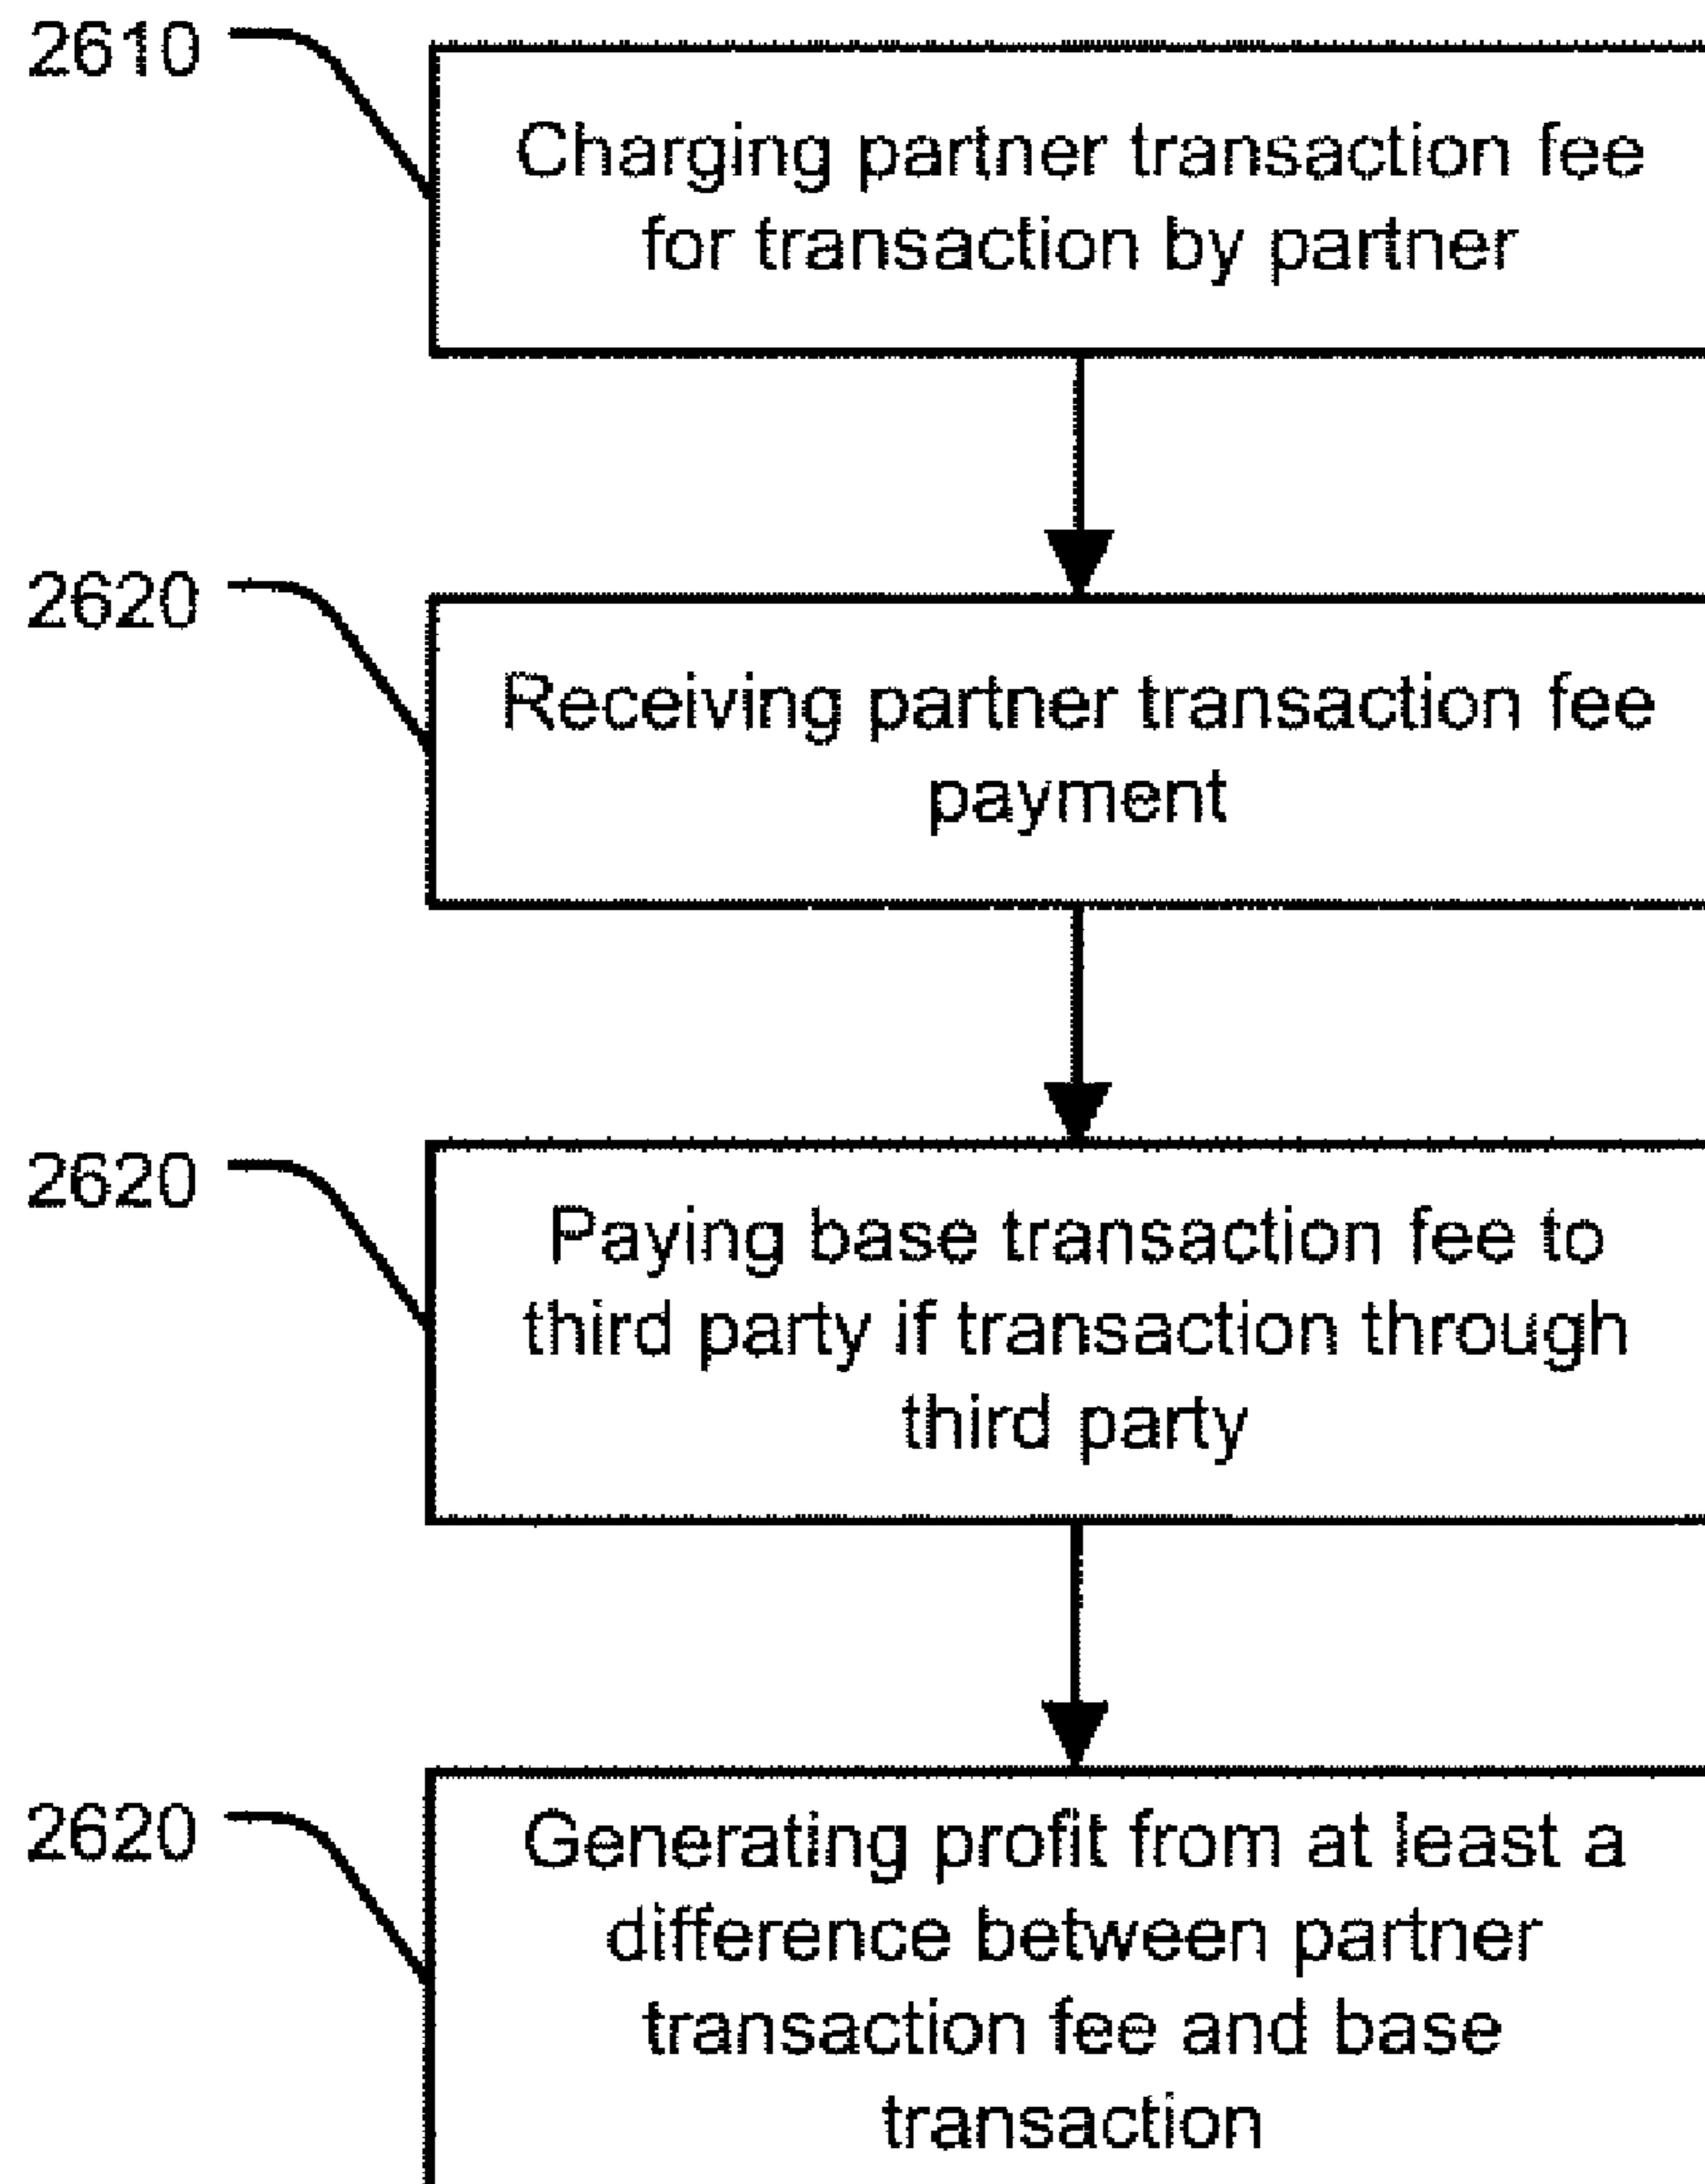 2610
Charging partner transaction fee
for transaction by partner
2620
Receiving partner transaction fee
payment
2620
Paying base transaction fee to
third party if transaction through
third party
2620
Generating profit from at least a
difference between partner
transaction fee and base
transaction